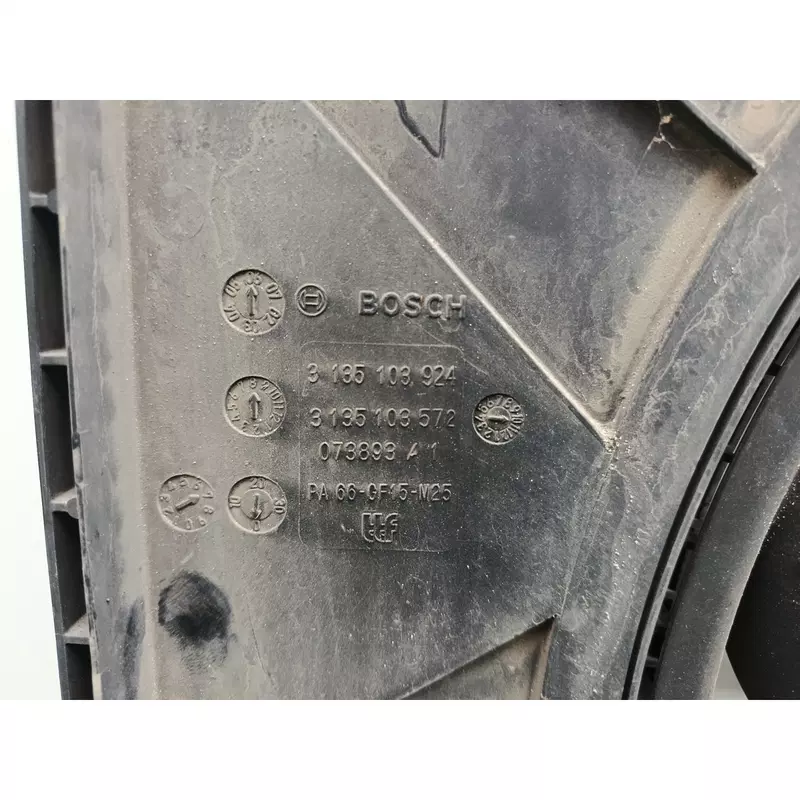 BOSCH
3 135 103 924
3 135 103 572
073893 A 1
PA 66-GF15-M25